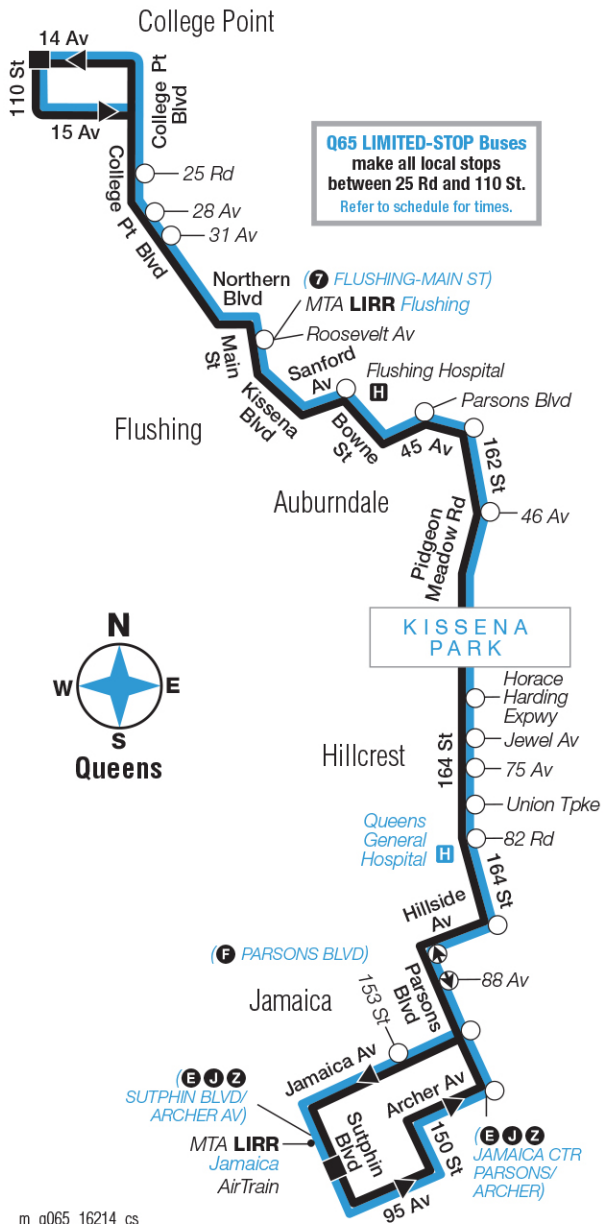 College Point
14 Av
110 St
15 Av
College Pt
Blvd
25 Rd
Q65 LIMITED-STOP Buses
make all local stops
between 25 Rd and 110 St.
Refer to schedule for times.
28 Av
31 Av
College
Pt Blvd
Northern
Blvd
(7 FLUSHING-MAIN ST)
MTA LIRR Flushing
Roosevelt Av
Main
St
Sanford
Av
Flushing Hospital
H
Kissena
Blvd
Parsons Blvd
Flushing
Bowne
St
45 Av
162 St
Auburndale
46 Av
Pidgeon
Meadow Rd
KISSENA
PARK
N
W
E
S
Queens
Horace
Harding
Expwy
Hillcrest
164 St
Jewel Av
75 Av
Union Tpke
Queens
General
Hospital
H
82 Rd
164 St
Hillside
Av
(F PARSONS BLVD)
88 Av
Parsons
Blvd
Jamaica
153 St
Jamaica Av
Archer Av
(E J Z
SUTPHIN BLVD/
ARCHER AV)
MTA LIRR
Jamaica
AirTrain
Sutphin
Blvd
150 St
(E J Z
JAMAICA CTR
PARSONS/
ARCHER)
95 Av
m_q065_16214_cs